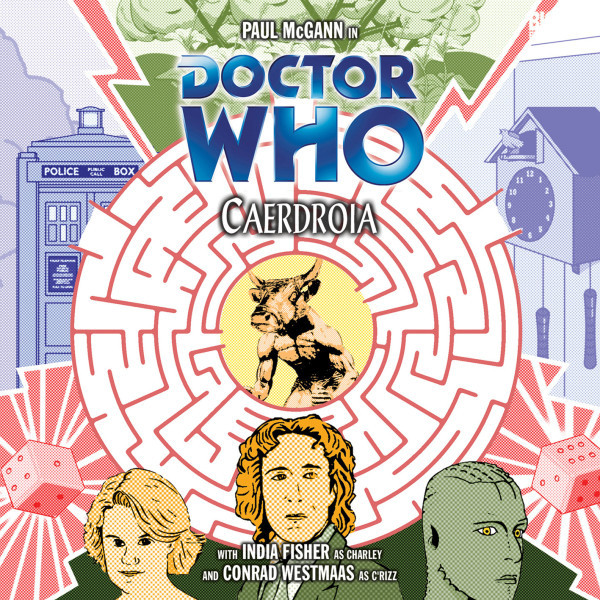 PAUL McGANN IN
DOCTOR
WHO
CAERDROIA
POLICE PUBLIC CALL BOX
WITH INDIA FISHER AS CHARLEY
AND CONRAD WESTMAAS AS C'RIZZ